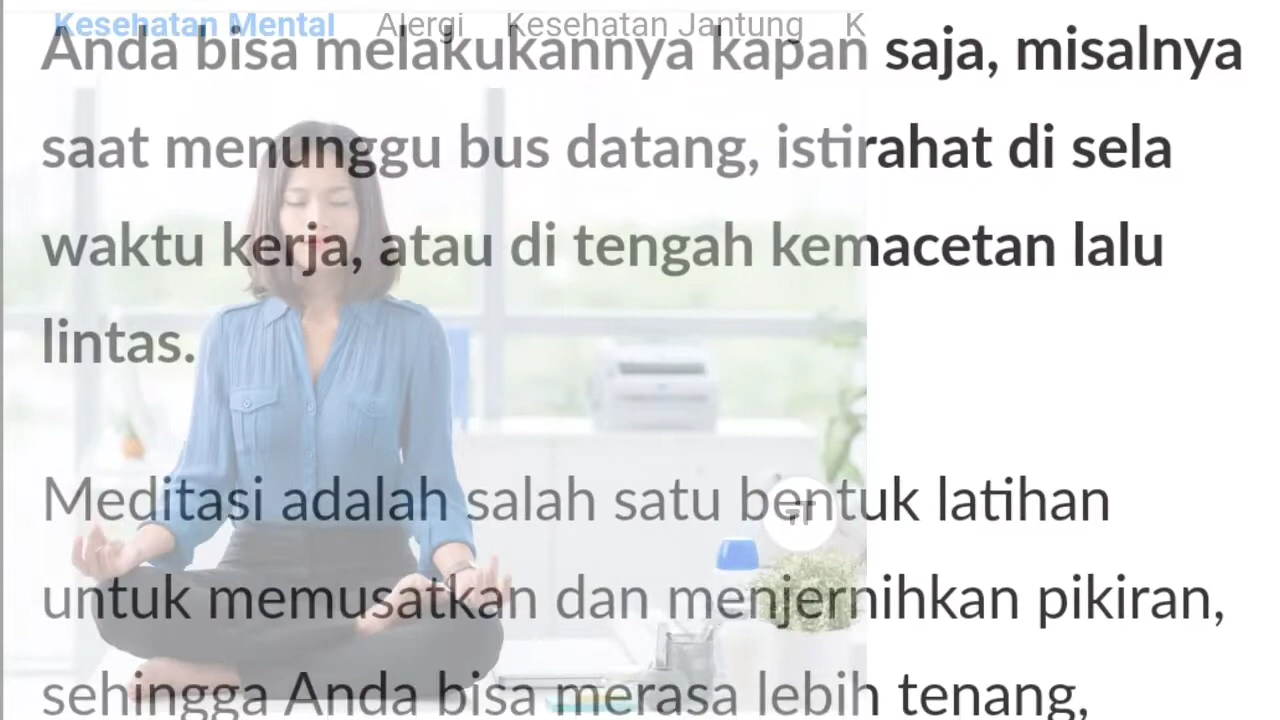 Kesehatan Mental Alergi Kesehatan Jantung K
Anda bisa melakukannya kapan saja, misalnya
saat menunggu bus datang, istirahat di sela
waktu kerja, atau di tengah kemacetan lalu
lintas.
Meditasi adalah salah satu bentuk latihan
untuk memusatkan dan menjernihkan pikiran,
sehingga Anda bisa merasa lebih tenang,